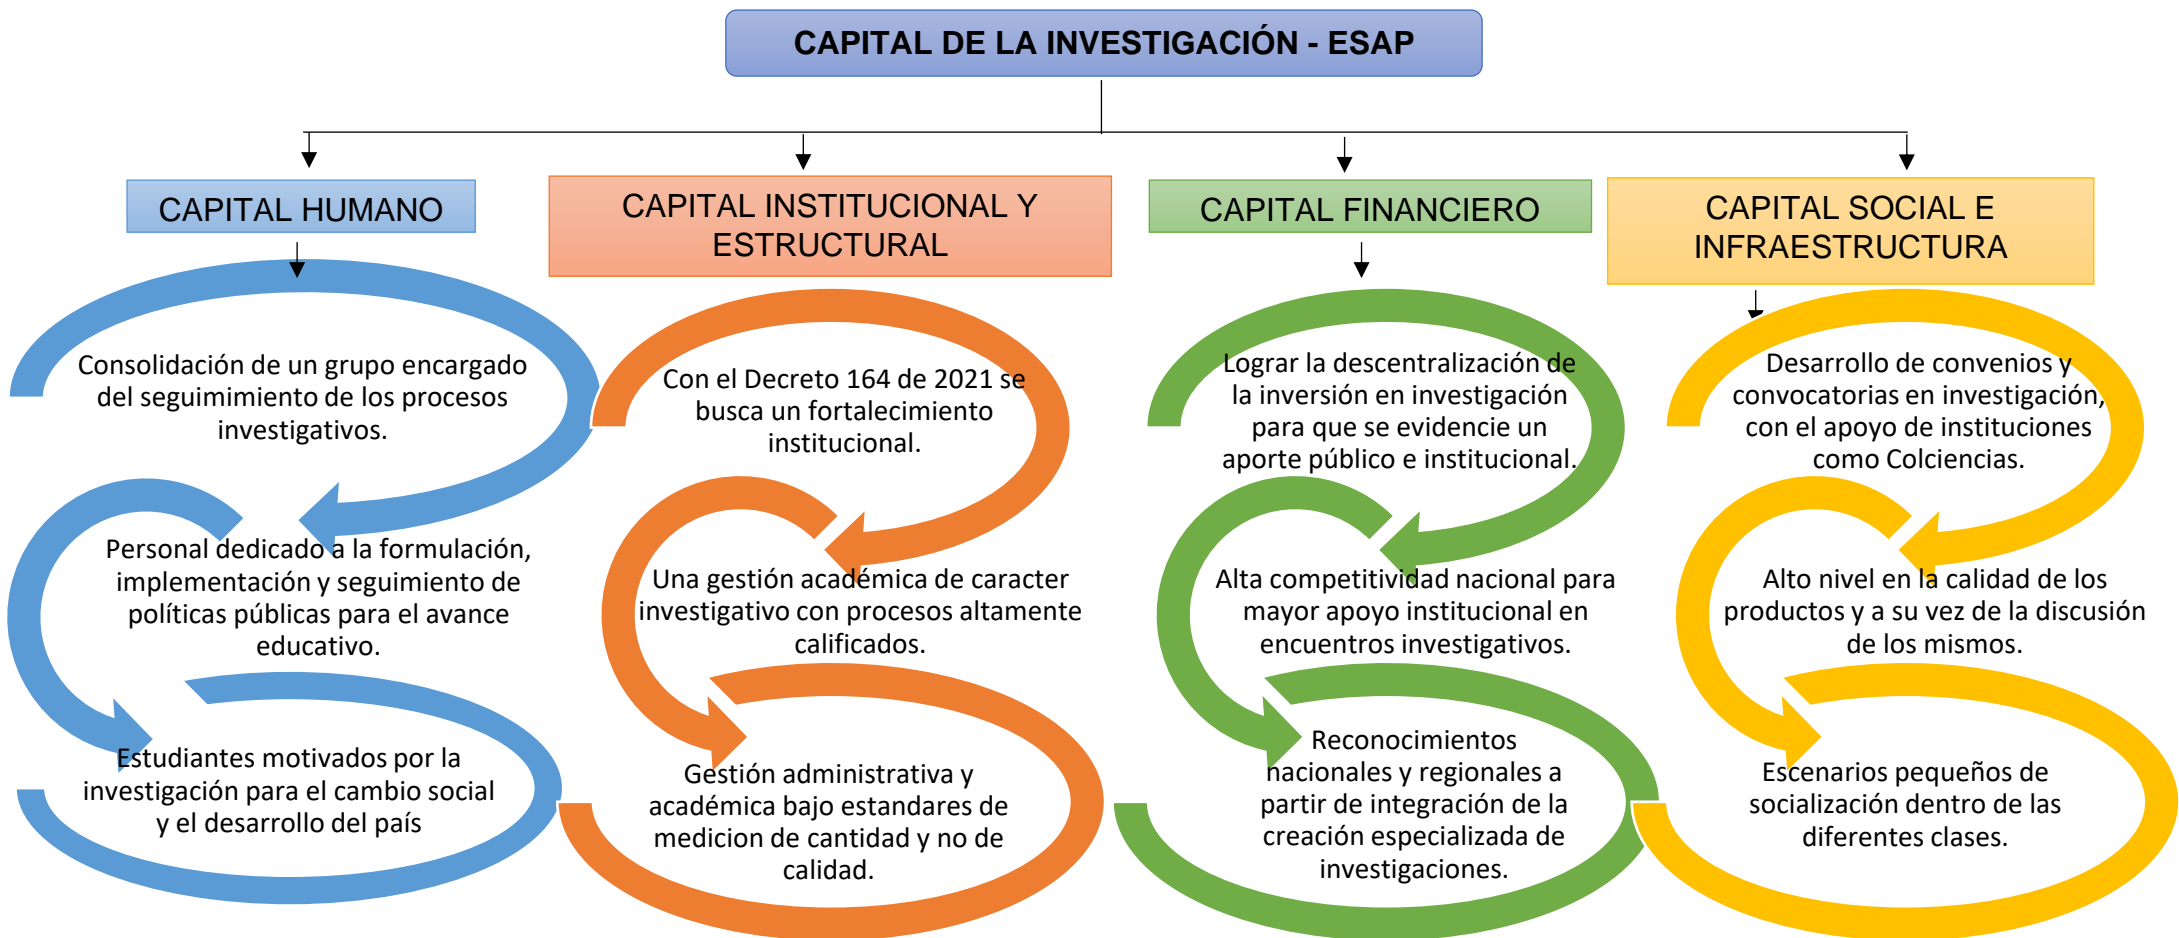 CAPITAL DE LA INVESTIGACIÓN - ESAP
CAPITAL HUMANO
Consolidación de un grupo encargado
del seguimimiento de los procesos
investigativos.
Personal dedicado a la formulación,
implementación y seguimiento de
políticas públicas para el avance
educativo.
Estudiantes motivados por la
investigación para el cambio social
y el desarrollo del país
CAPITAL INSTITUCIONAL Y
ESTRUCTURAL
Con el Decreto 164 de 2021 se
busca un fortalecimiento
institucional.
Una gestión académica de caracter
investigativo con procesos altamente
calificados.
Gestión administrativa y
académica bajo estandares de
medicion de cantidad y no de
calidad.
CAPITAL FINANCIERO
Lograr la descentralización de
la inversión en investigación
para que se evidencie un
aporte público e institucional.
Alta competitividad nacional para
mayor apoyo institucional en
encuentros investigativos.
Reconocimientos
nacionales y regionales a
partir de integración de la
creación especializada de
investigaciones.
CAPITAL SOCIAL E
INFRAESTRUCTURA
Desarrollo de convenios y
convocatorias en investigación,
con el apoyo de instituciones
como Colciencias.
Alto nivel en la calidad de los
productos y a su vez de la discusión
de los mismos.
Escenarios pequeños de
socialización dentro de las
diferentes clases.